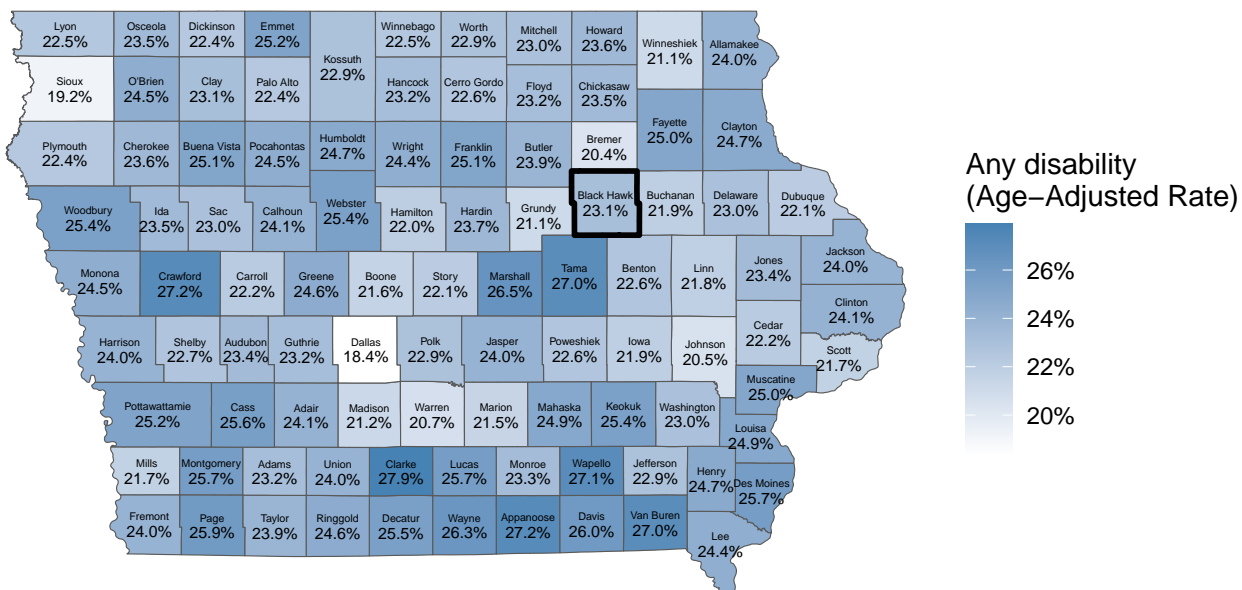 Lyon
22.5%
Osceola
23.5%
Dickinson
22.4%
Emmet
25.2%
Kossuth
22.9%
Winnebago
22.5%
Worth
22.9%
Mitchell
23.0%
Howard
23.6%
Winneshiek
21.1%
Allamakee
24.0%
Sioux
19.2%
O'Brien
24.5%
Clay
23.1%
Palo Alto
22.4%
Hancock
23.2%
Cerro Gordo
22.6%
Floyd
23.2%
Chickasaw
23.5%
Plymouth
22.4%
Cherokee
23.6%
Buena Vista
25.1%
Pocahontas
24.5%
Humboldt
24.7%
Wright
24.4%
Franklin
25.1%
Butler
23.9%
Bremer
20.4%
Fayette
25.0%
Clayton
24.7%
Woodbury
25.4%
Ida
23.5%
Sac
23.0%
Calhoun
24.1%
Webster
25.4%
Hamilton
22.0%
Hardin
23.7%
Grundy
21.1%
Black Hawk
23.1%
Buchanan
21.9%
Delaware
23.0%
Dubuque
22.1%
Monona
24.5%
Crawford
27.2%
Carroll
22.2%
Greene
24.6%
Boone
21.6%
Story
22.1%
Marshall
26.5%
Tama
27.0%
Benton
22.6%
Linn
21.8%
Jones
23.4%
Jackson
24.0%
Clinton
24.1%
Harrison
24.0%
Shelby
22.7%
Audubon
23.4%
Guthrie
23.2%
Dallas
18.4%
Polk
22.9%
Jasper
24.0%
Poweshiek
22.6%
Iowa
21.9%
Johnson
20.5%
Cedar
22.2%
Scott
21.7%
Muscatine
25.0%
Pottawattamie
25.2%
Cass
25.6%
Adair
24.1%
Madison
21.2%
Warren
20.7%
Marion
21.5%
Mahaska
24.9%
Keokuk
25.4%
Washington
23.0%
Louisa
24.9%
Mills
21.7%
Montgomery
25.7%
Adams
23.2%
Union
24.0%
Clarke
27.9%
Lucas
25.7%
Monroe
23.3%
Wapello
27.1%
Jefferson
22.9%
Henry
24.7%
Des Moines
25.7%
Fremont
24.0%
Page
25.9%
Taylor
23.9%
Ringgold
24.6%
Decatur
25.5%
Wayne
26.3%
Appanoose
27.2%
Davis
26.0%
Van Buren
27.0%
Lee
24.4%
Any disability
(Age−Adjusted Rate)
26%
24%
22%
20%